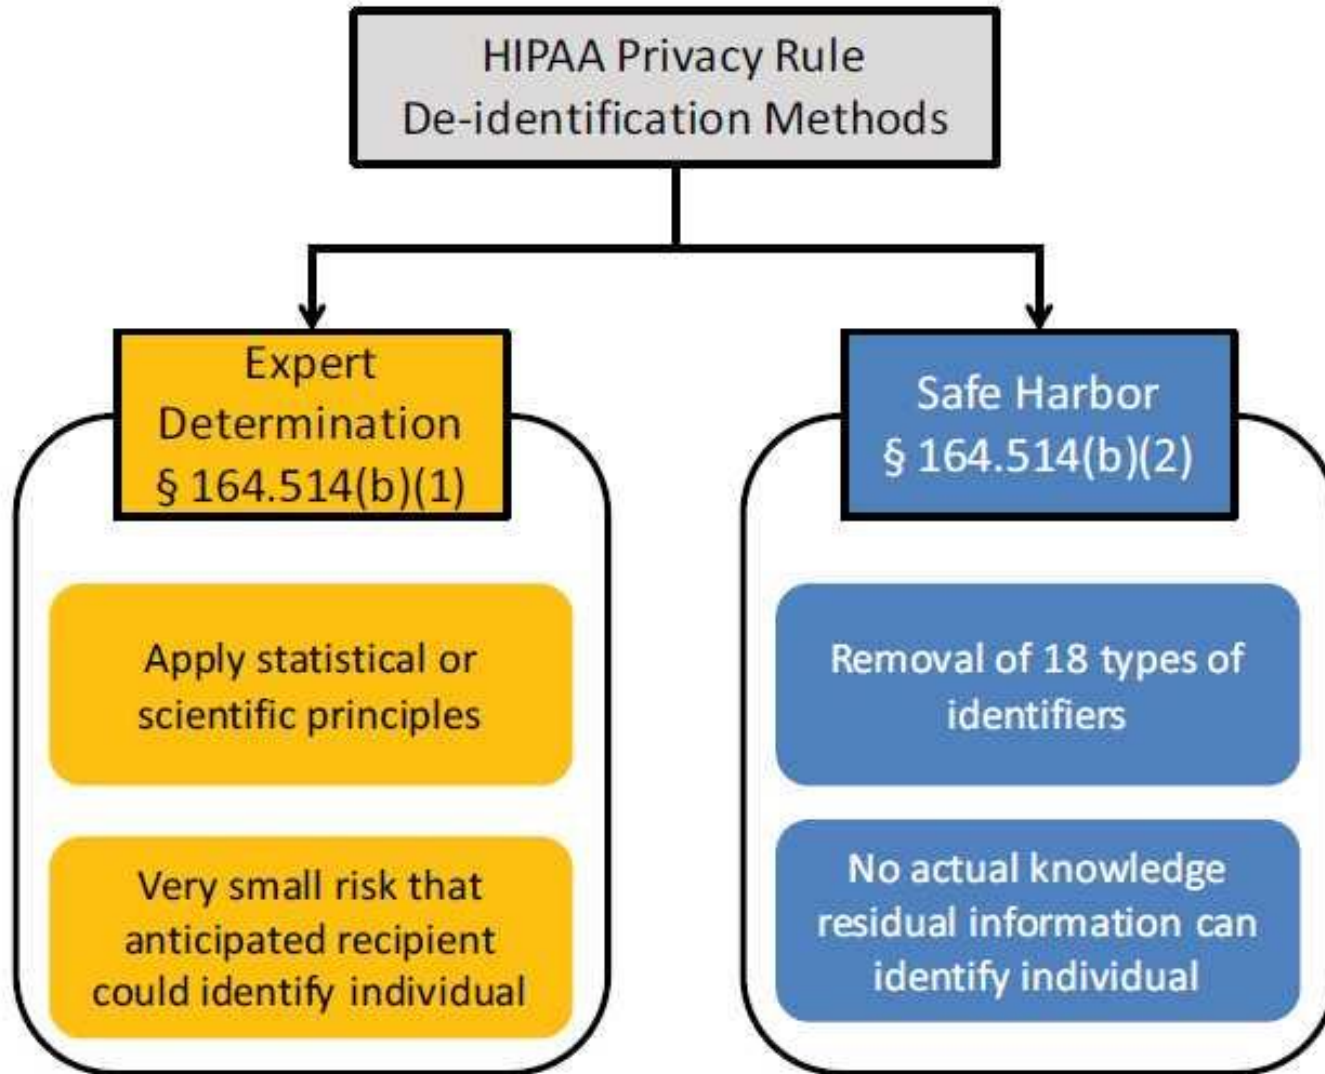 HIPAA Privacy Rule
De-identification Methods
Expert
Determination
§ 164.514(b)(1)
Apply statistical or
scientific principles
Very small risk that
anticipated recipient
could identify individual
Safe Harbor
§ 164.514(b)(2)
Removal of 18 types of
identifiers
No actual knowledge
residual information can
identify individual